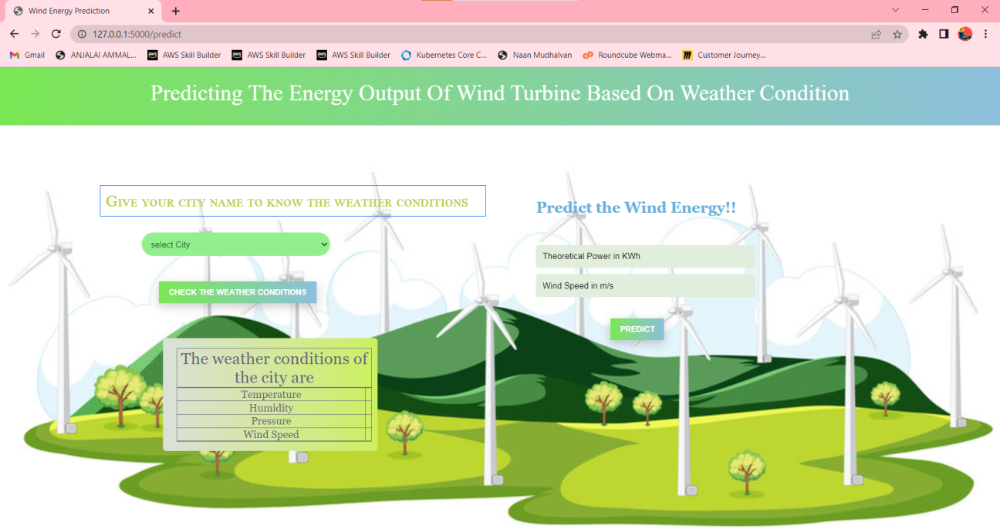 Wind Energy Prediction
127.0.0.1:5000/predict
Gmail
ANJALAI AMMAL...
AWS Skill Builder
AWS Skill Builder
AWS Skill Builder
Kubernetes Core C...
Naan Mudhalvan
Roundcube Webma...
Customer Journey...
Predicting The Energy Output Of Wind Turbine Based On Weather Condition
Give your city name to know the weather conditions
select City
CHECK THE WEATHER CONDITIONS
The weather conditions of
the city are
Temperature
Humidity
Pressure
Wind Speed
Predict the Wind Energy!!
Theoretical Power in KWh
Wind Speed in m/s
PREDICT